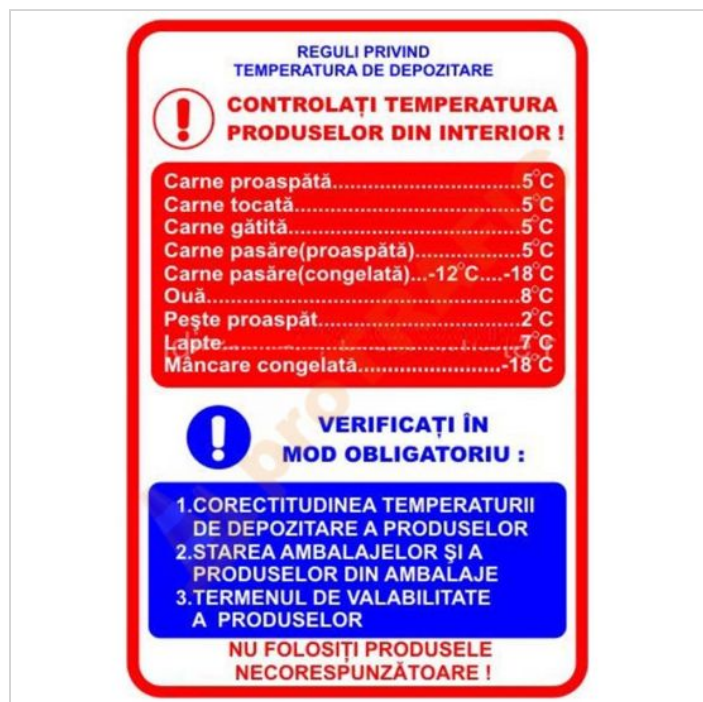 REGULI PRIVIND
TEMPERATURA DE DEPOZITARE
CONTROLAȚI TEMPERATURA
PRODUSELOR DIN INTERIOR !
Carne proaspătă................................5°C
Carne tocată.......................................5°C
Carne gătită........................................5°C
Carne pasăre(proaspătă)..................5°C
Carne pasăre(congelată)...-12°C....-18°C
Ouă.....................................................8°C
Peşte proaspăt..................................2°C
Lapte..................................................7°C
Mâncare congelată........................-18°C
VERIFICAȚI ÎN
MOD OBLIGATORIU :
1.CORECTITUDINEA TEMPERATURII
DE DEPOZITARE A PRODUSELOR
2.STAREA AMBALAJELOR ŞI A
PRODUSELOR DIN AMBALAJE
3.TERMENUL DE VALABILITATE
A PRODUSELOR
NU FOLOSIȚI PRODUSELE
NECORESPUNZĂTOARE !